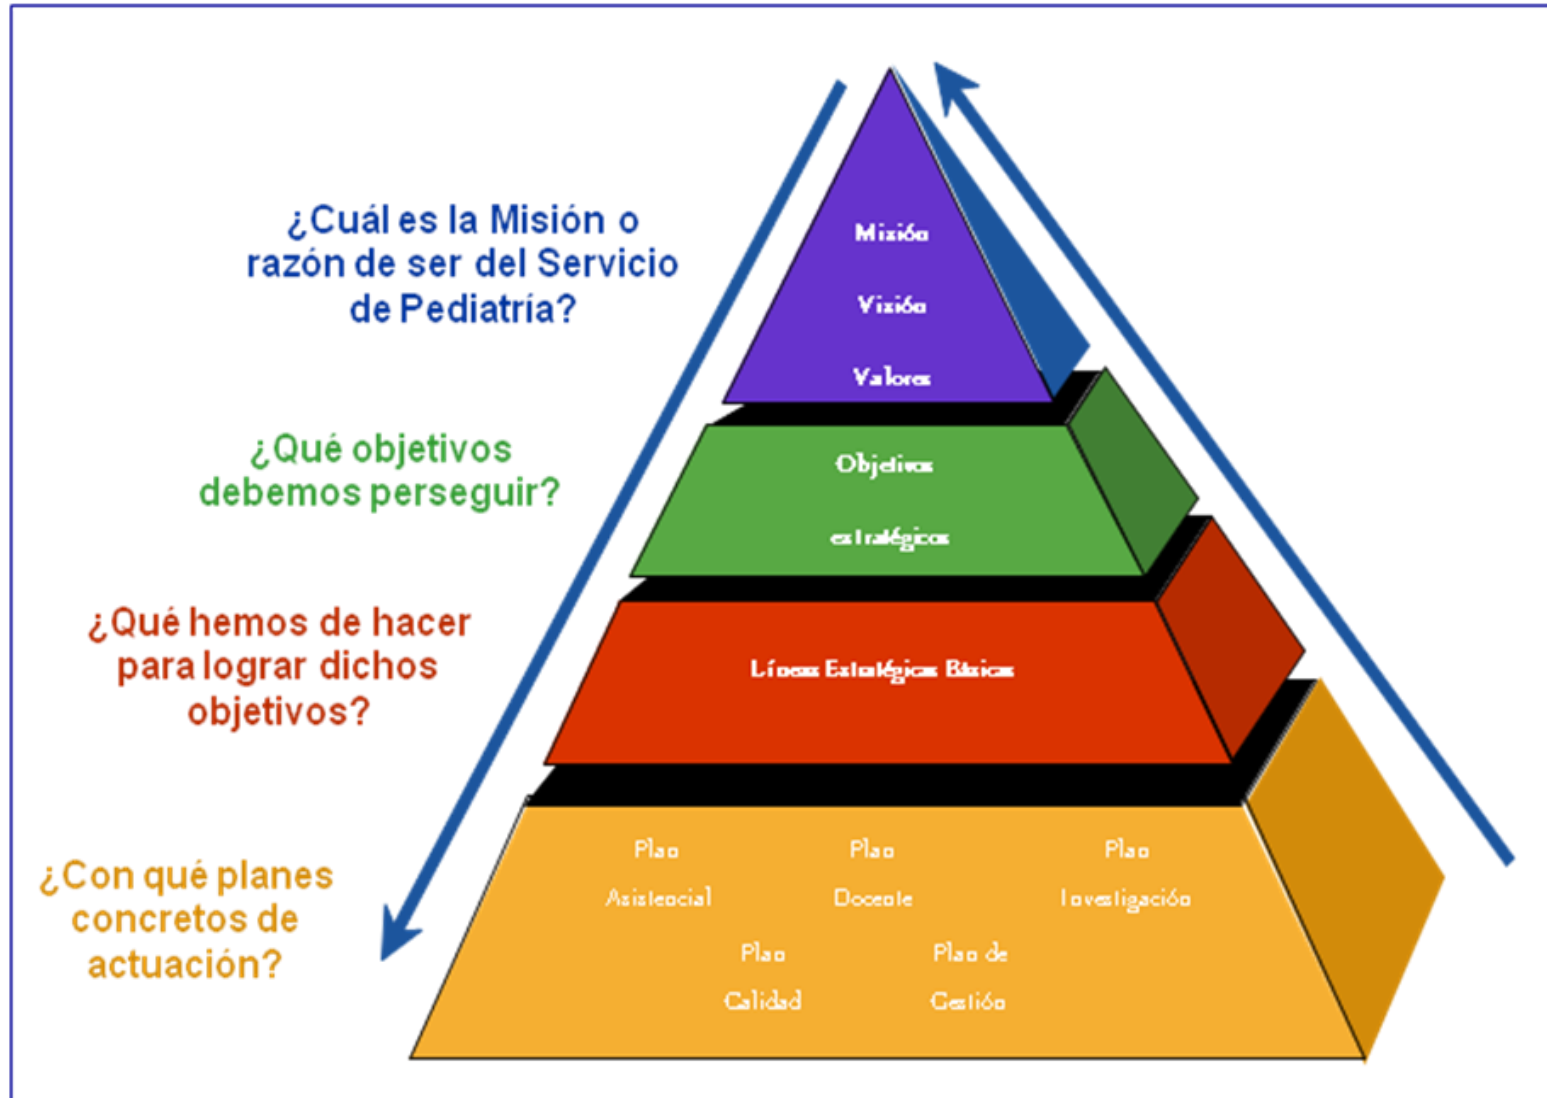 ¿Cuál es la Misión o
razón de ser del Servicio
de Pediatría?
Misión
Visión
Valores
¿Qué objetivos
debemos perseguir?
Objetivos
estratégicos
¿Qué hemos de hacer
para lograr dichos
objetivos?
Líneas Estratégicas Básicas
¿Con qué planes
concretos de
actuación?
Plan
Asistencial
Plan
Docente
Plan
Investigación
Plan
Calidad
Plan de
Gestión